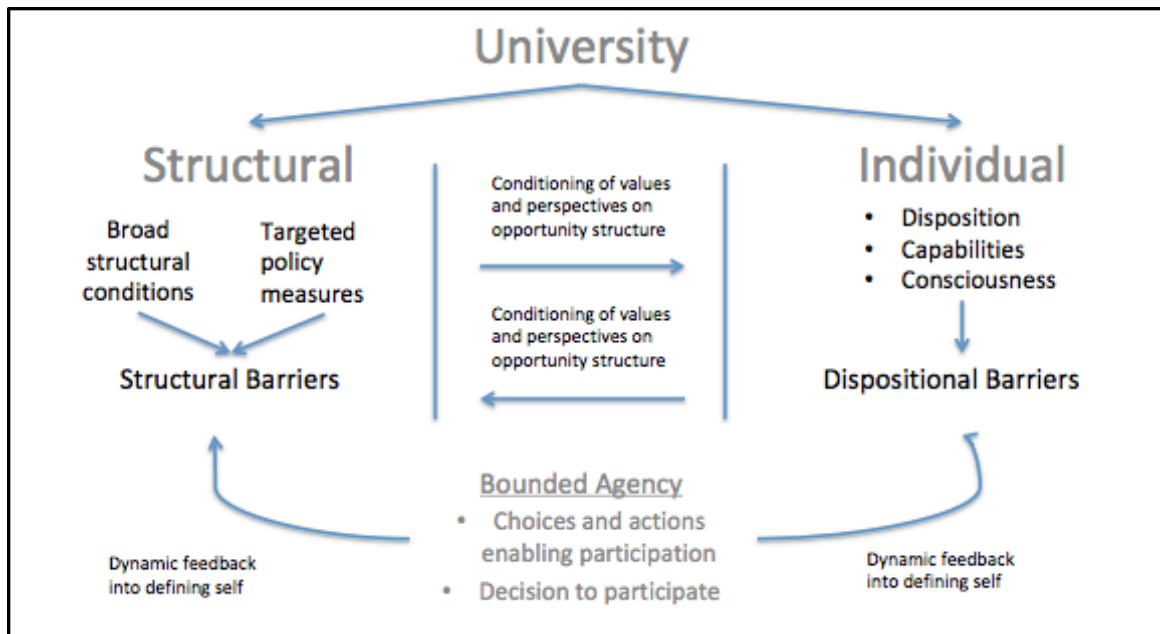 University
Structural
Broad
structural
conditions
Targeted
policy
measures
Structural Barriers
Conditioning of values
and perspectives on
opportunity structure
Conditioning of values
and perspectives on
opportunity structure
Individual
• Disposition
• Capabilities
• Consciousness
Dispositional Barriers
Bounded Agency
• Choices and actions
enabling participation
• Decision to participate
Dynamic feedback
into defining self
Dynamic feedback
into defining self